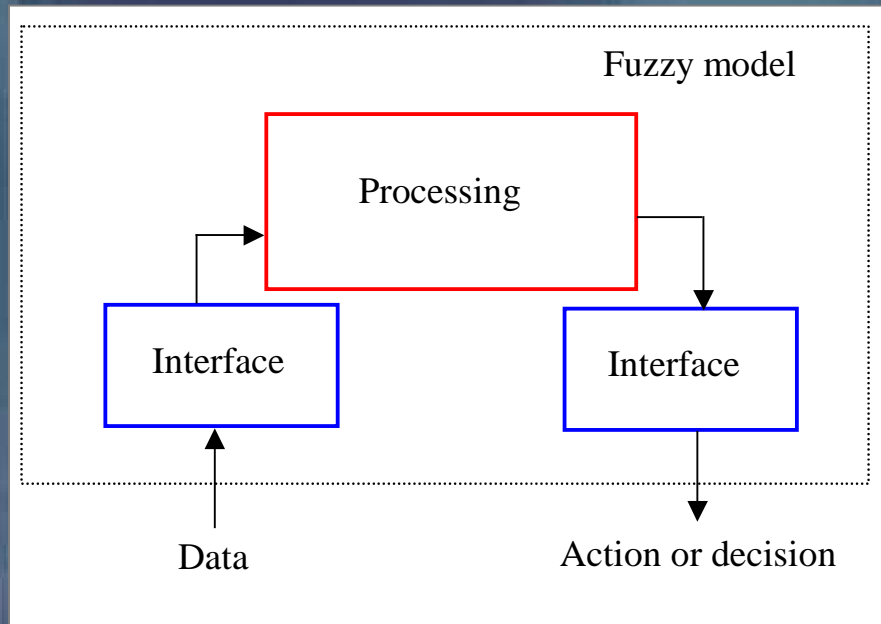 Fuzzy model
Processing
Interface
Interface
Data
Action or decision